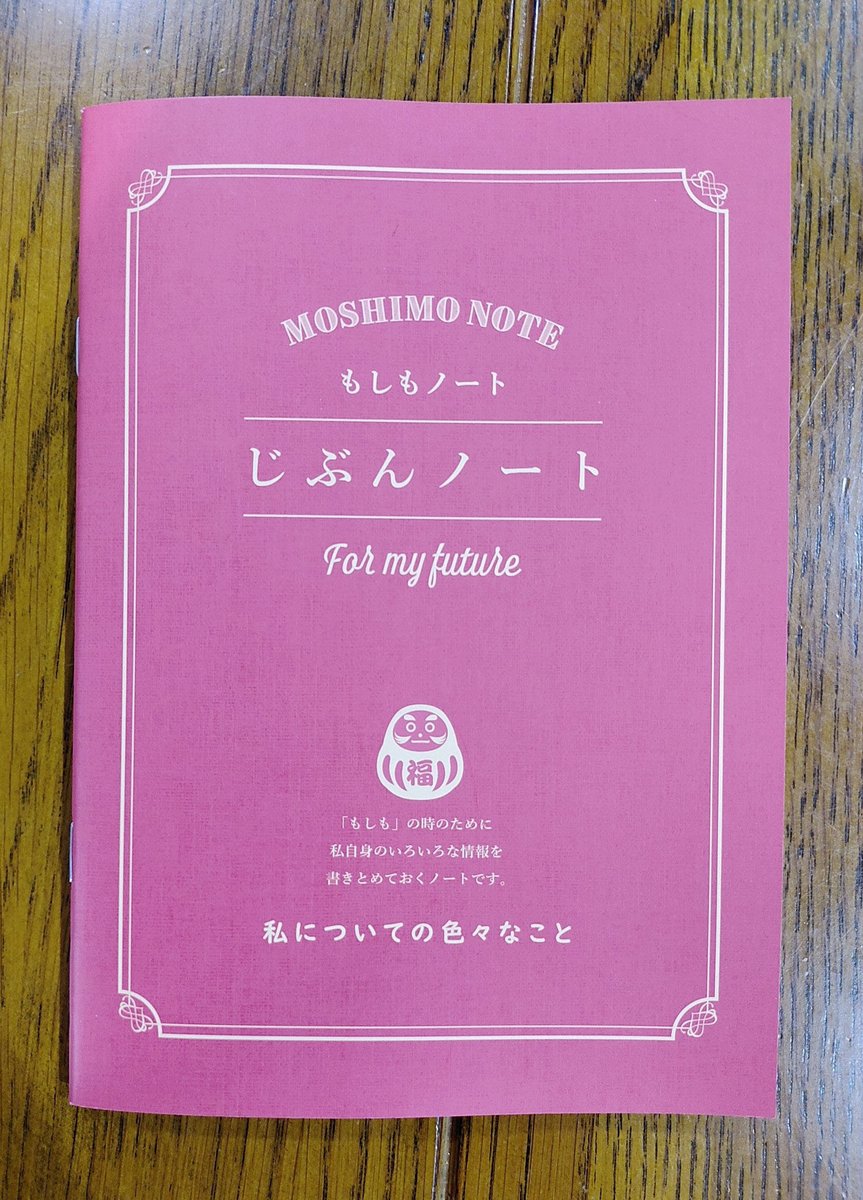 MOSHIMO NOTE
もしもノート
じぶんノート
For my future
福
「もしも」の時のために
私自身のいろいろな情報を
書きとめておくノートです。
私についての色々なこと